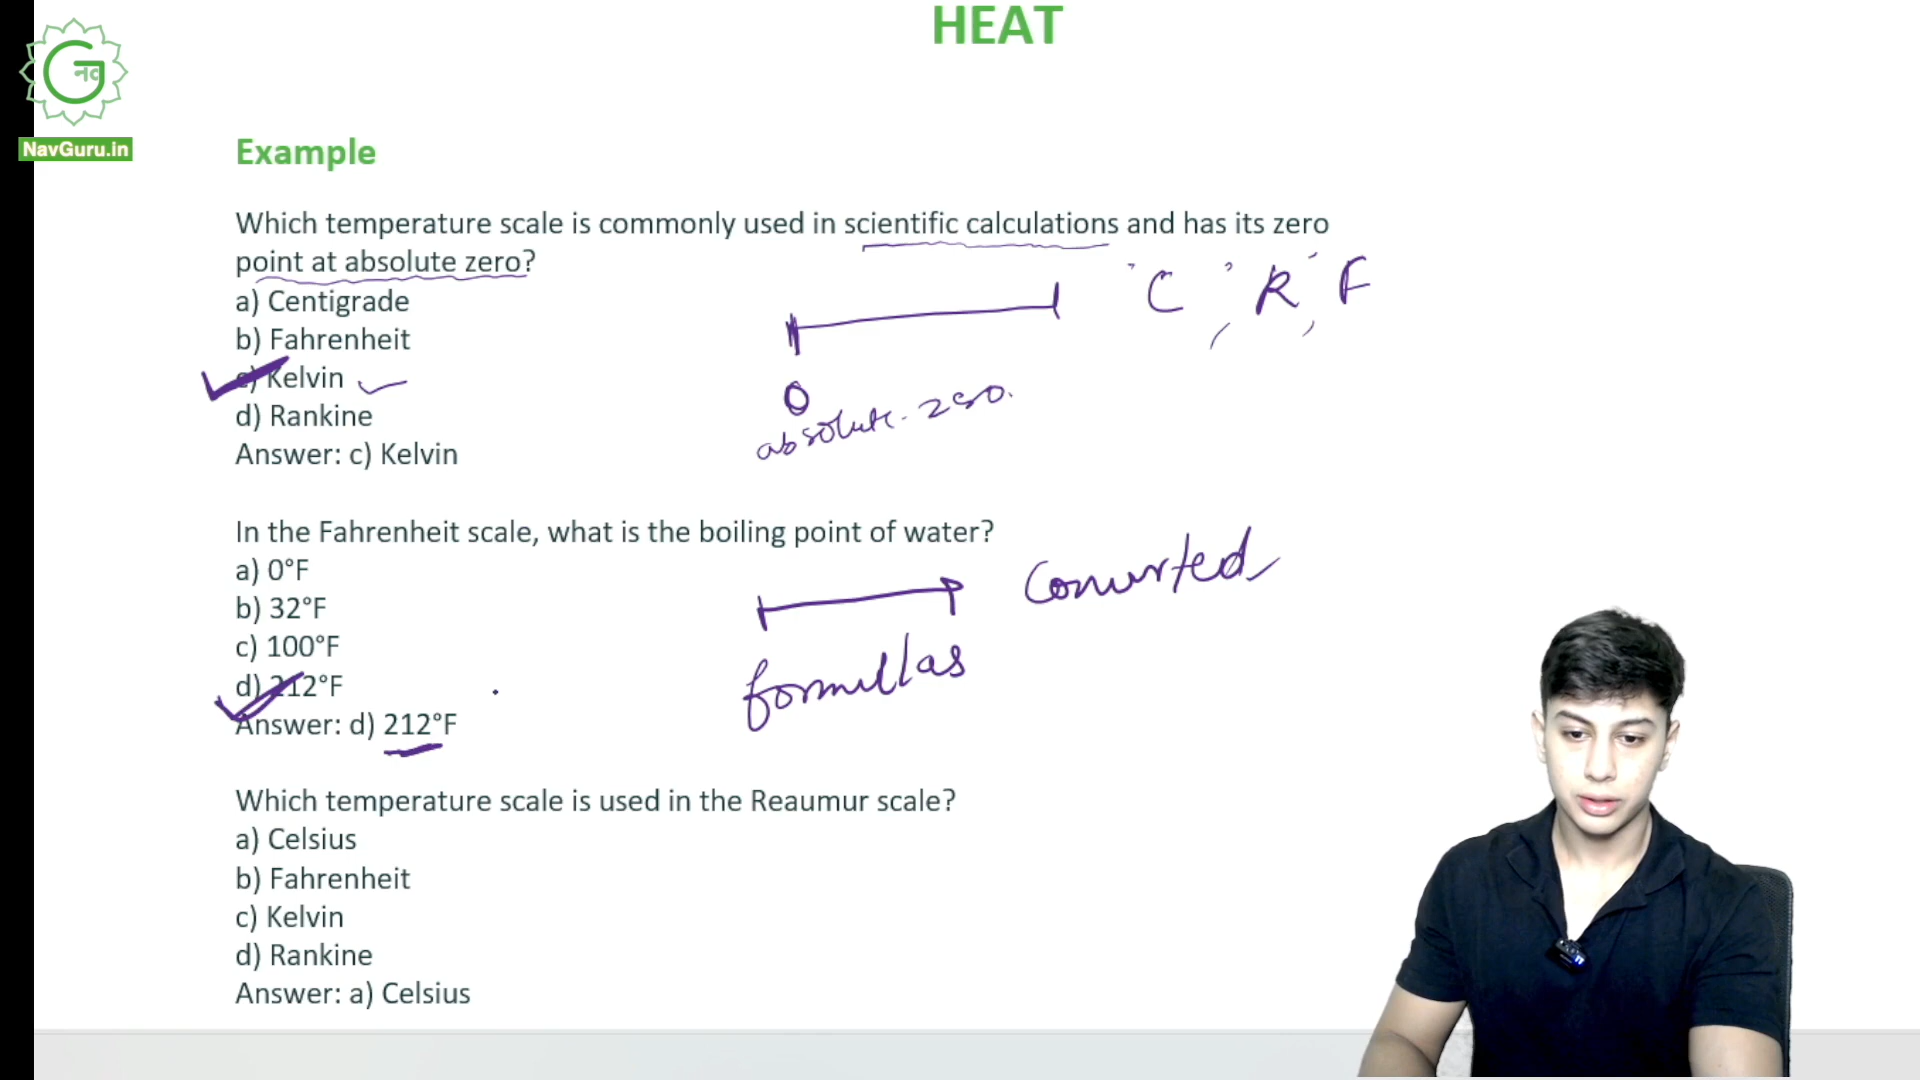 HEAT
नव
NavGuru.in
Example
Which temperature scale is commonly used in scientific calculations and has its zero
point at absolute zero?
a) Centigrade
b) Fahrenheit
c) Kelvin
d) Rankine
Answer: c) Kelvin
°C, °R, °F
0
absolute
In the Fahrenheit scale, what is the boiling point of water?
a) 0°F
b) 32°F
c) 100°F
d) 212°F
Answer: d) 212°F
Converted
formulas
Which temperature scale is used in the Reaumur scale?
a) Celsius
b) Fahrenheit
c) Kelvin
d) Rankine
Answer: a) Celsius